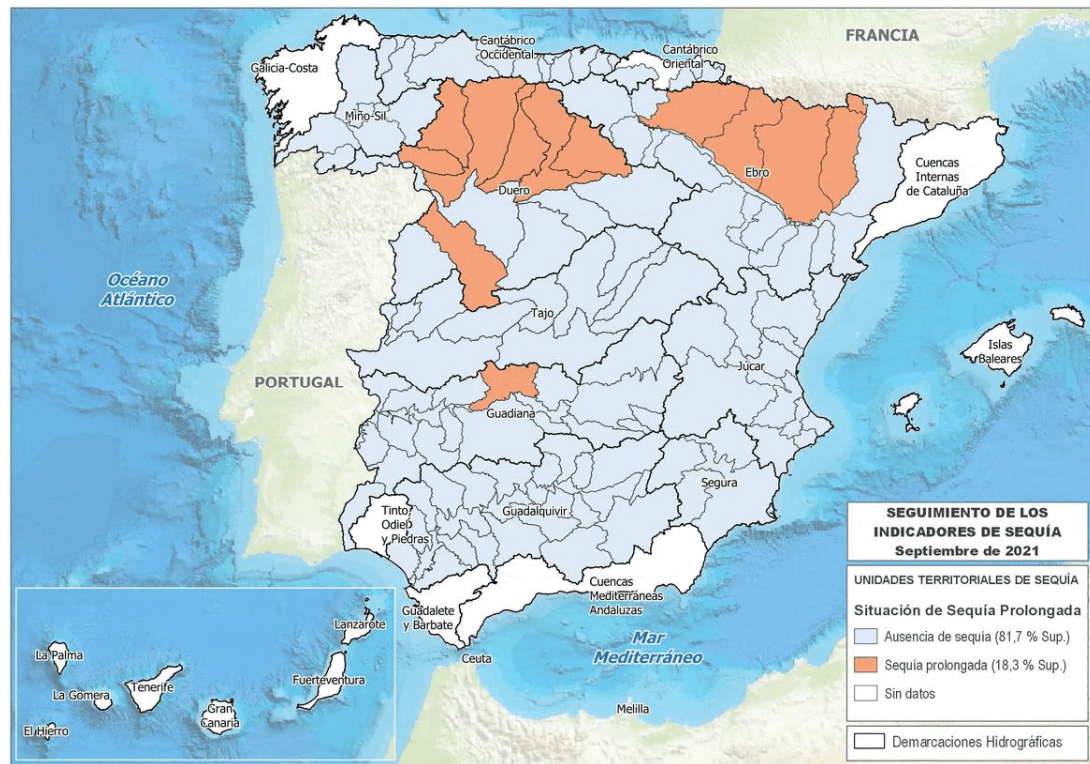 FRANCIA
Cantábrico
Occidental
Cantábrico
Oriental
Galicia-Costa
Miño-Sil
Cuencas
Internas
de Cataluña
Ebro
Duero
Océano
Atlántico
Tajo
Islas
Baleares
Júcar
PORTUGAL
Guadiana
Segura
Guadalquivir
Tinto,
Odiel
y Piedras
Cuencas
Mediterráneas
Andaluzas
Guadalete
y Barbate
Mar
Mediterráneo
Ceuta
Melilla
Lanzarote
La Palma
Fuerteventura
Tenerife
La Gomera
Gran
Canaria
El Hierro
SEGUIMIENTO DE LOS
INDICADORES DE SEQUÍA
Septiembre de 2021
UNIDADES TERRITORIALES DE SEQUÍA
Situación de Sequía Prolongada
Ausencia de sequía (81,7 % Sup.)
Sequía prolongada (18,3 % Sup.)
Sin datos
Demarcaciones Hidrográficas